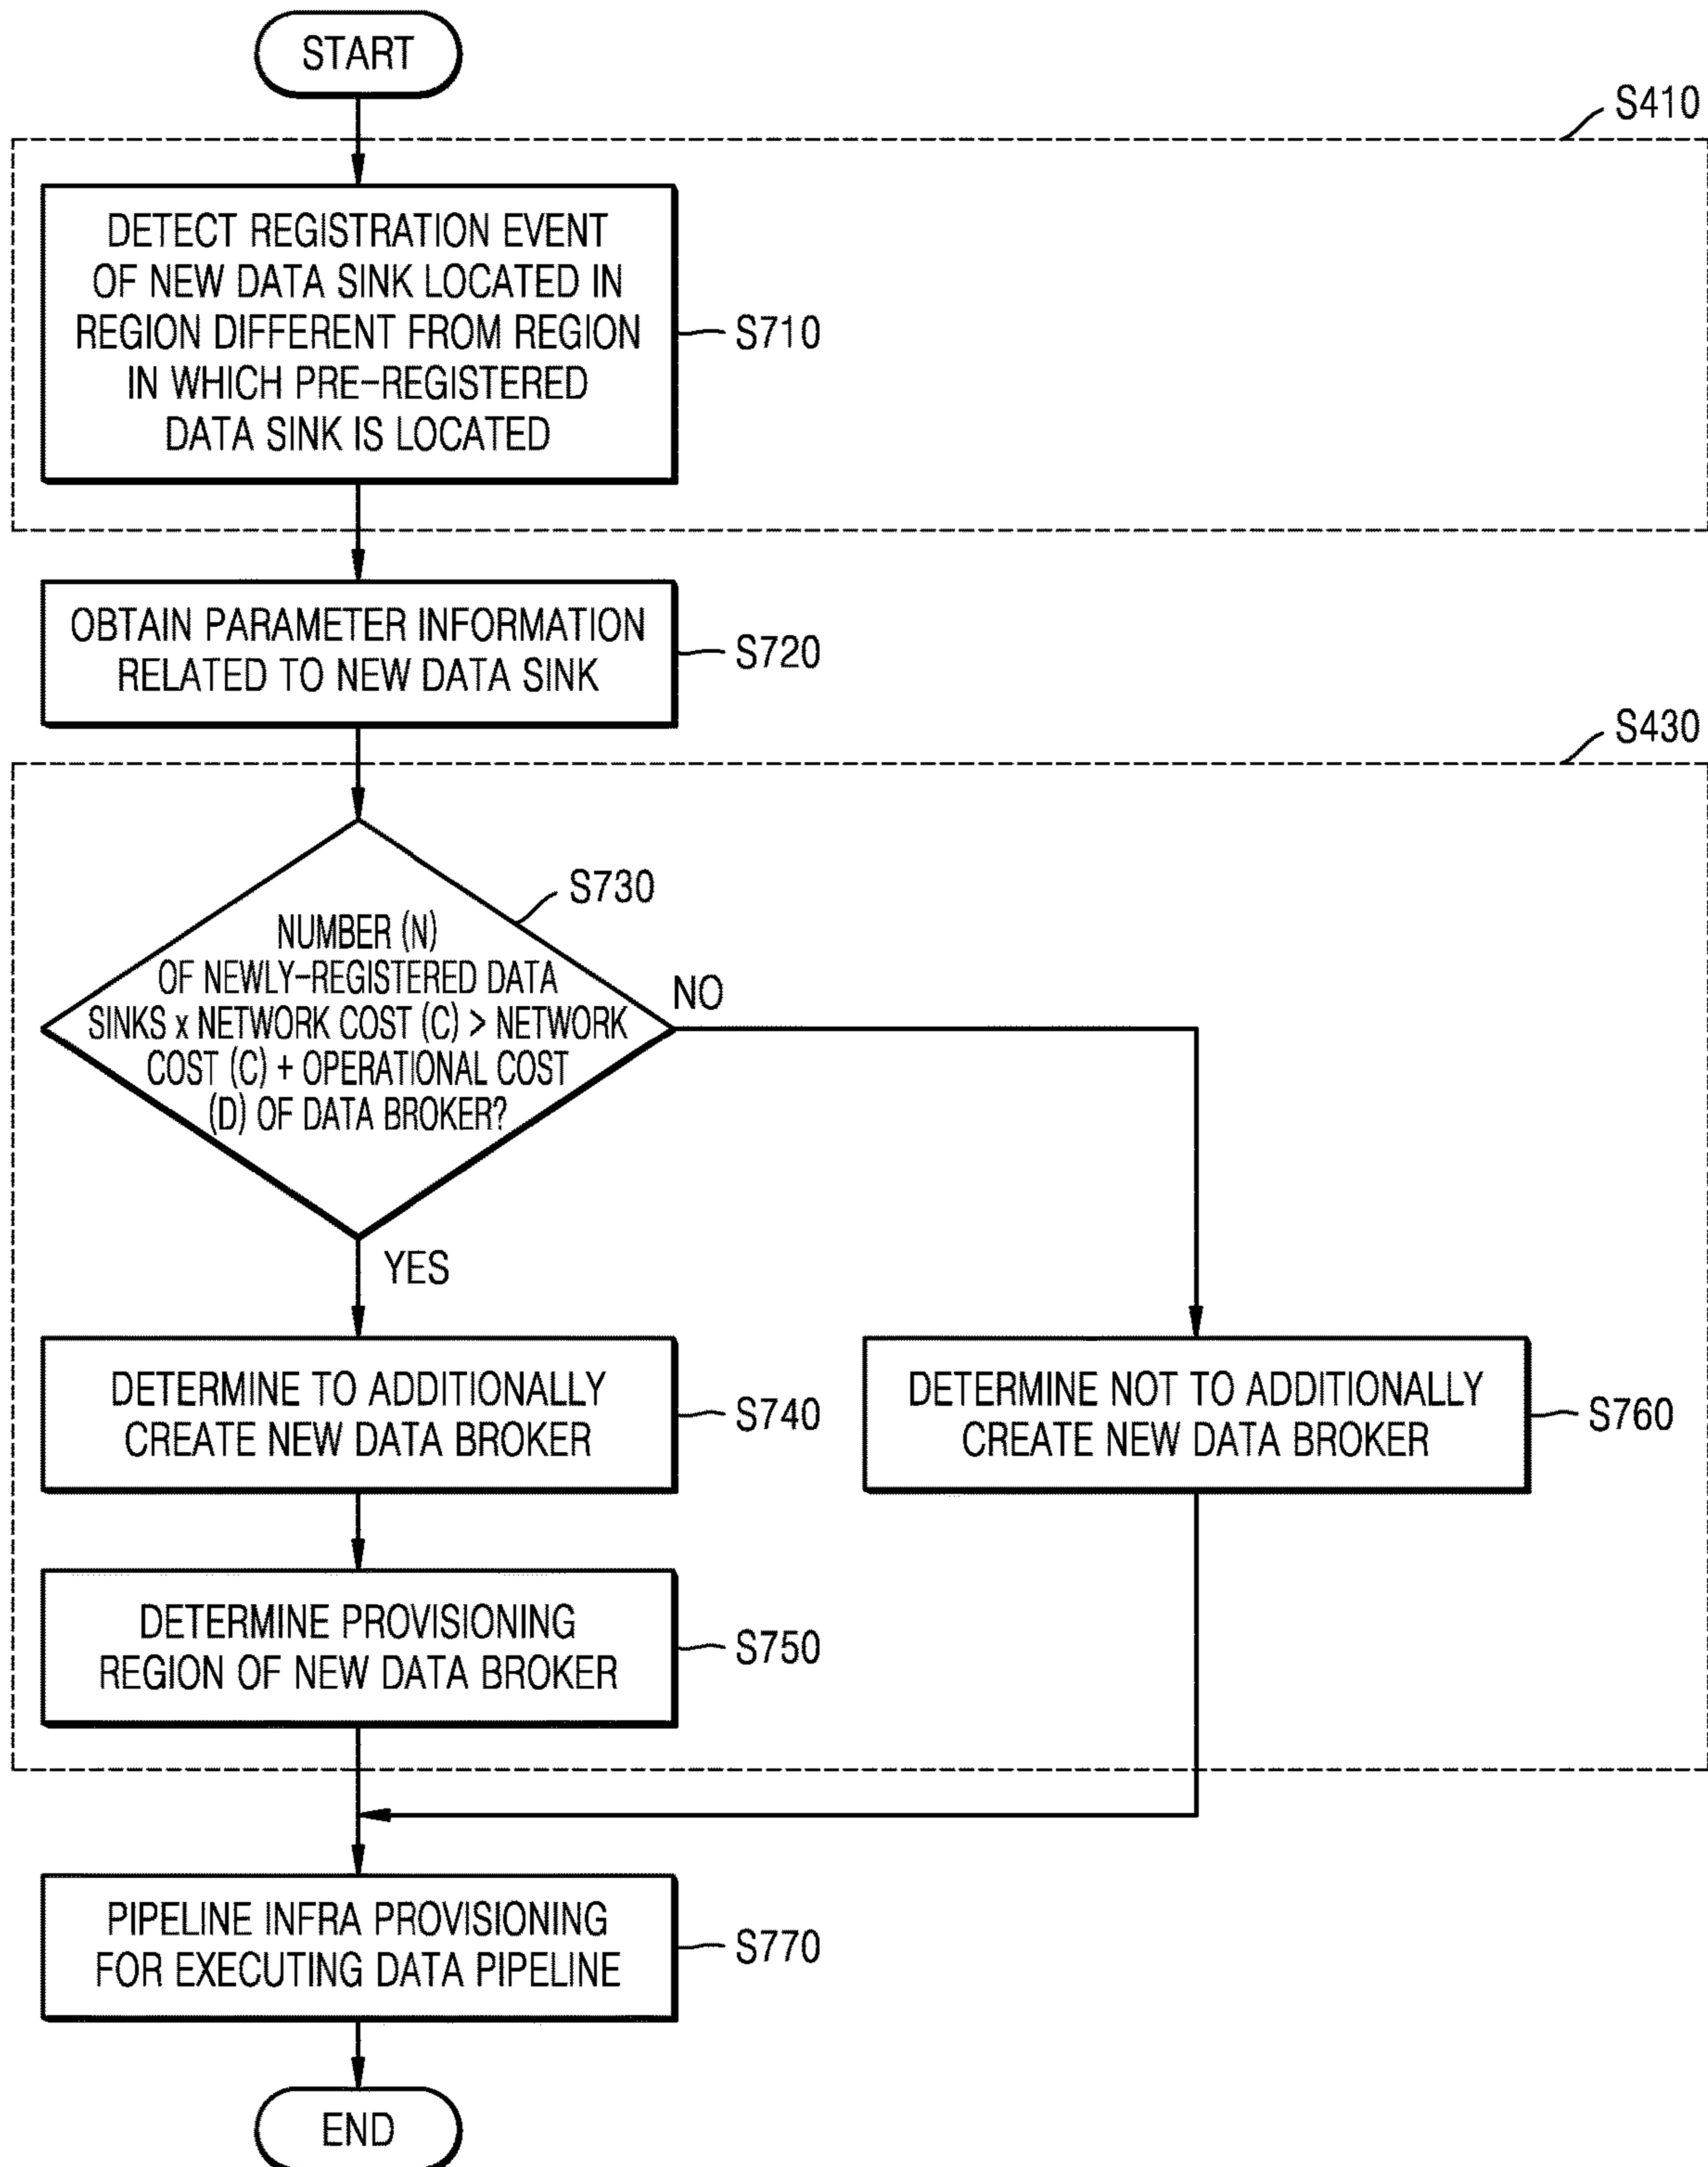 START
S410
DETECT REGISTRATION EVENT
OF NEW DATA SINK LOCATED IN
REGION DIFFERENT FROM REGION
IN WHICH PRE-REGISTERED
DATA SINK IS LOCATED
S710
OBTAIN PARAMETER INFORMATION
RELATED TO NEW DATA SINK
S720
S430
S730
NUMBER (N)
OF NEWLY-REGISTERED DATA
SINKS x NETWORK COST (C) > NETWORK
COST (C) + OPERATIONAL COST
(D) OF DATA BROKER?
NO
YES
DETERMINE TO ADDITIONALLY
CREATE NEW DATA BROKER
S740
DETERMINE NOT TO ADDITIONALLY
CREATE NEW DATA BROKER
S760
DETERMINE PROVISIONING
REGION OF NEW DATA BROKER
S750
PIPELINE INFRA PROVISIONING
FOR EXECUTING DATA PIPELINE
S770
END